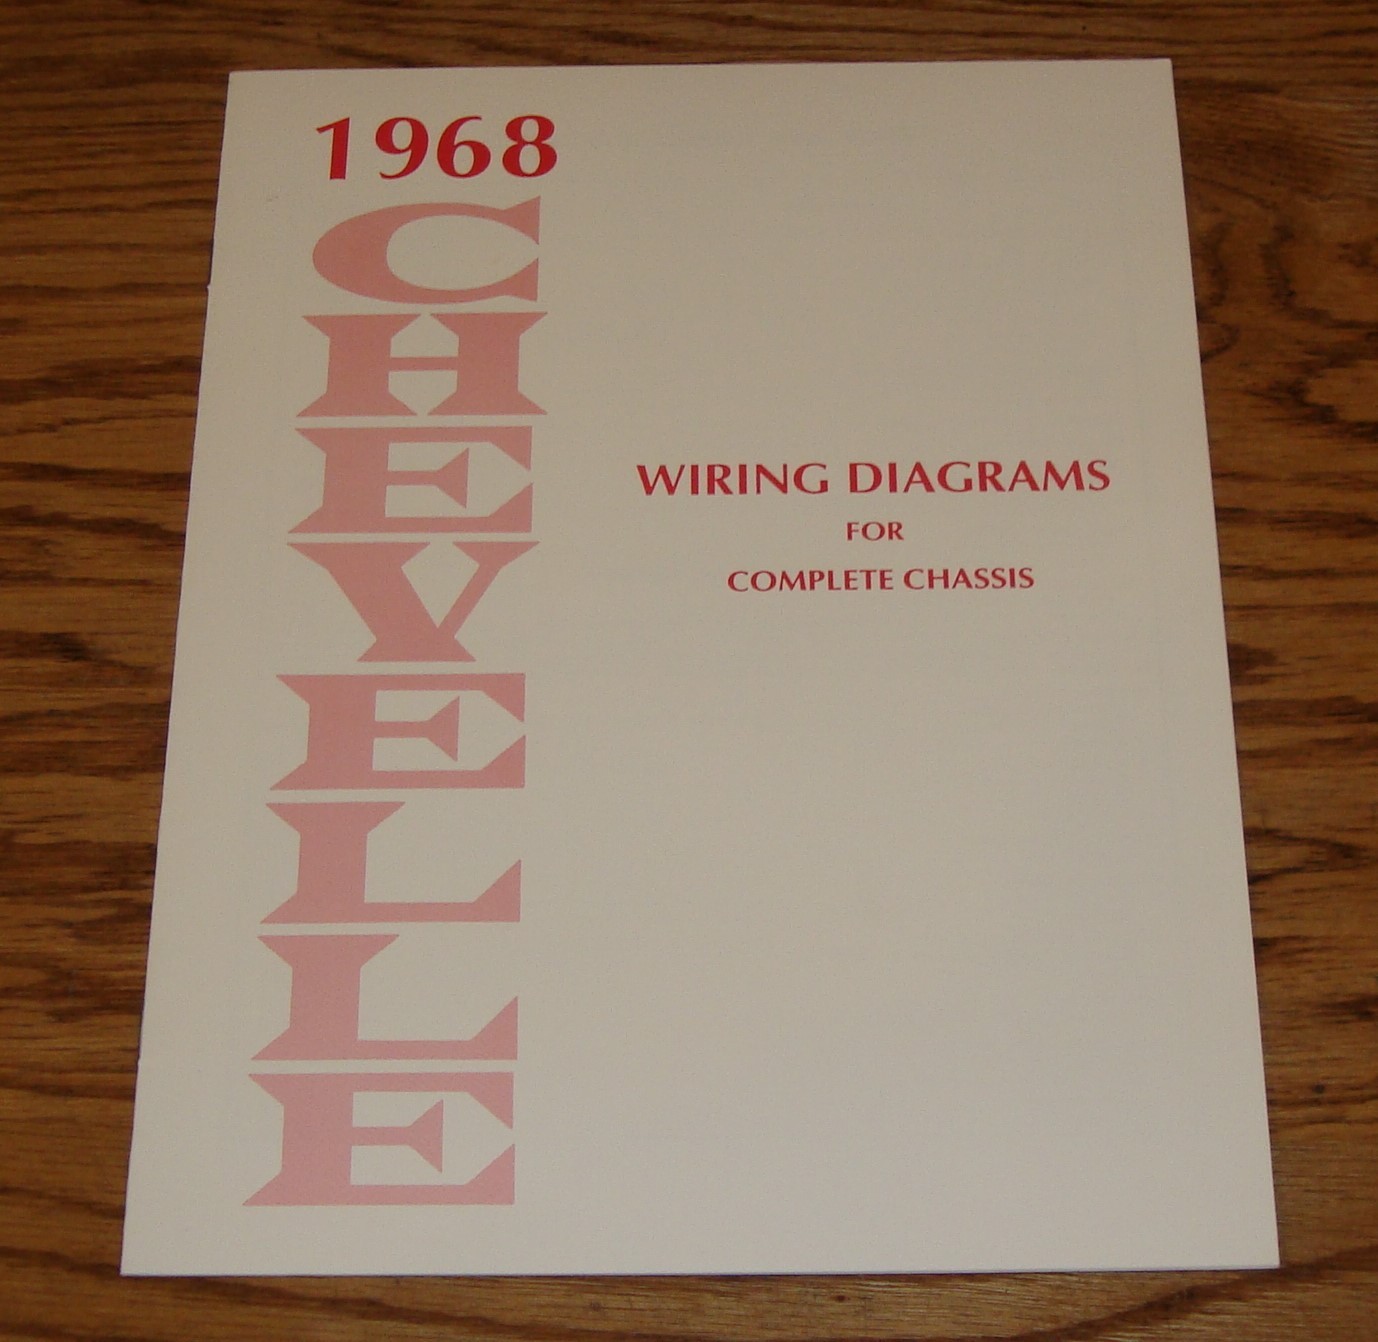 1968
CHEVELLE
WIRING DIAGRAMS
FOR
COMPLETE CHASSIS